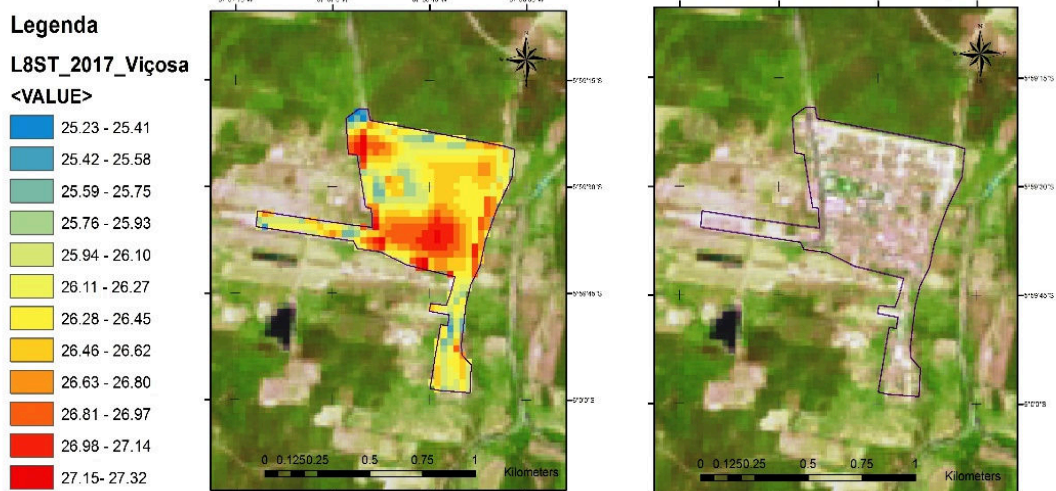 Legenda
L8ST_2017_Viçosa
<VALUE>
25.23 - 25.41
25.42 - 25.58
25.59 - 25.75
25.76 - 25.93
25.94 - 26.10
26.11 - 26.27
26.28 - 26.45
26.46 - 26.62
26.63 - 26.80
26.81 - 26.97
26.98 - 27.14
27.15- 27.32
0 0.1250.25 0.5 0.75 1
Kilometers
0 0.1250.25 0.5 0.75 1
Kilometers